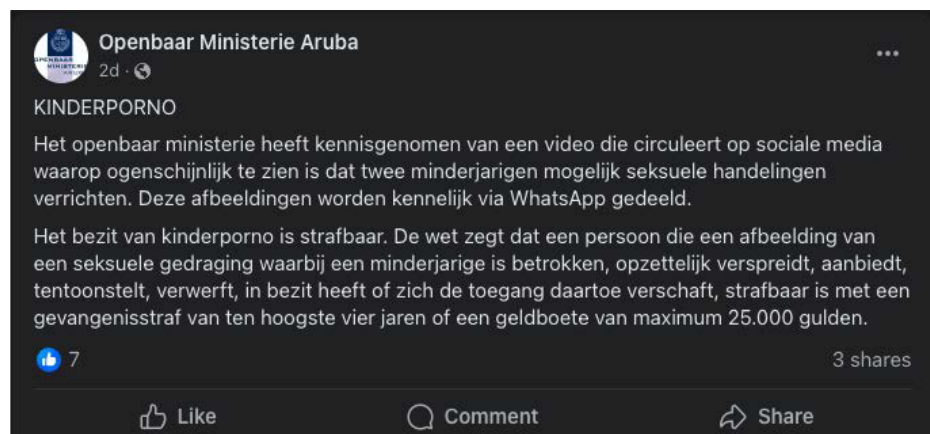 Openbaar Ministerie Aruba
2d ·
KINDERPORNO
Het openbaar ministerie heeft kennisgenomen van een video die circuleert op sociale media
waarop ogenschijnlijk te zien is dat twee minderjarigen mogelijk seksuele handelingen
verrichten. Deze afbeeldingen worden kennelijk via WhatsApp gedeeld.
Het bezit van kinderporno is strafbaar. De wet zegt dat een persoon die een afbeelding van
een seksuele gedraging waarbij een minderjarige is betrokken, opzettelijk verspreidt, aanbiedt,
tentoonstelt, verwerft, in bezit heeft of zich de toegang daartoe verschaft, strafbaar is met een
gevangenisstraf van ten hoogste vier jaren of een geldboete van maximum 25.000 gulden.
7
3 shares
Like
Comment
Share